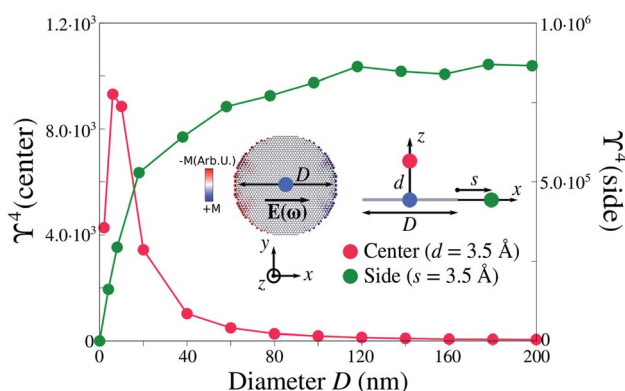 1.2·10³
1.0·10⁶
ϒ⁴(center)
ϒ⁴(side)
-M(Arb.U.)
+M
D
E(ω)
y
z
x
z
d
s
x
D
8.0·10³
5.0·10⁵
4.0·10³
Center (d = 3.5 Å)
Side (s = 3.5 Å)
0
0
0
40
80
120
160
200
Diameter D (nm)